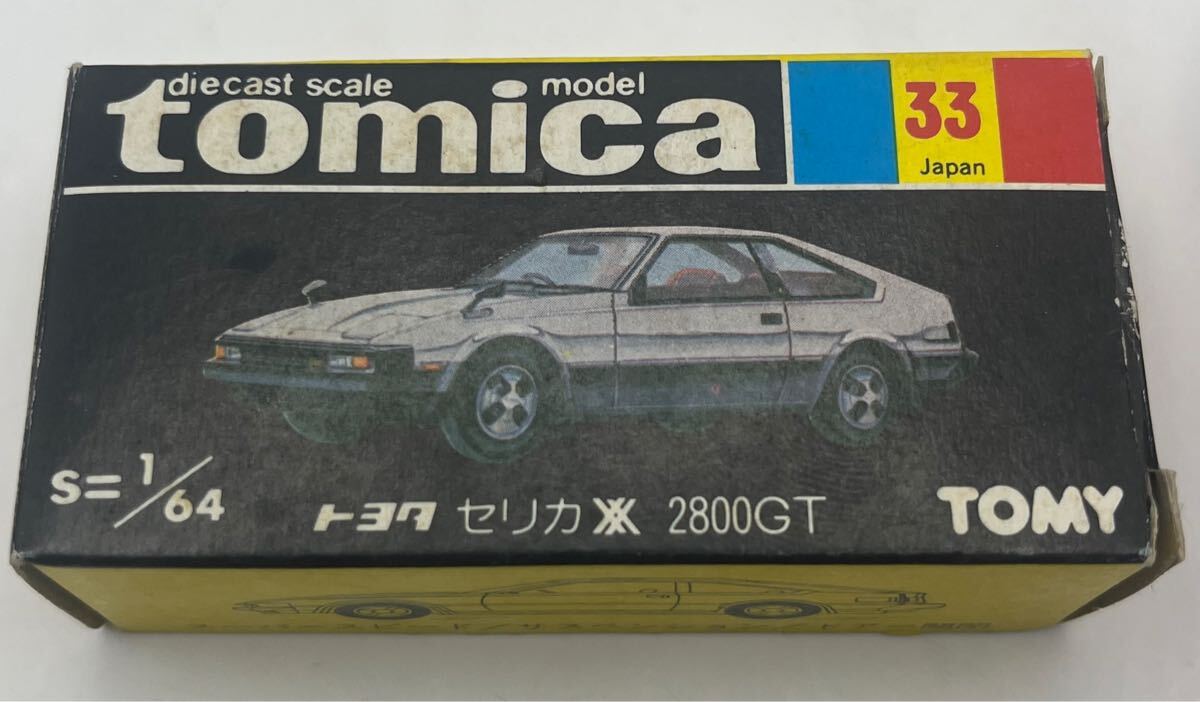 diecast scale model
tomica
33
Japan
S=1/64
トヨタ セリカXX 2800GT
TOMY